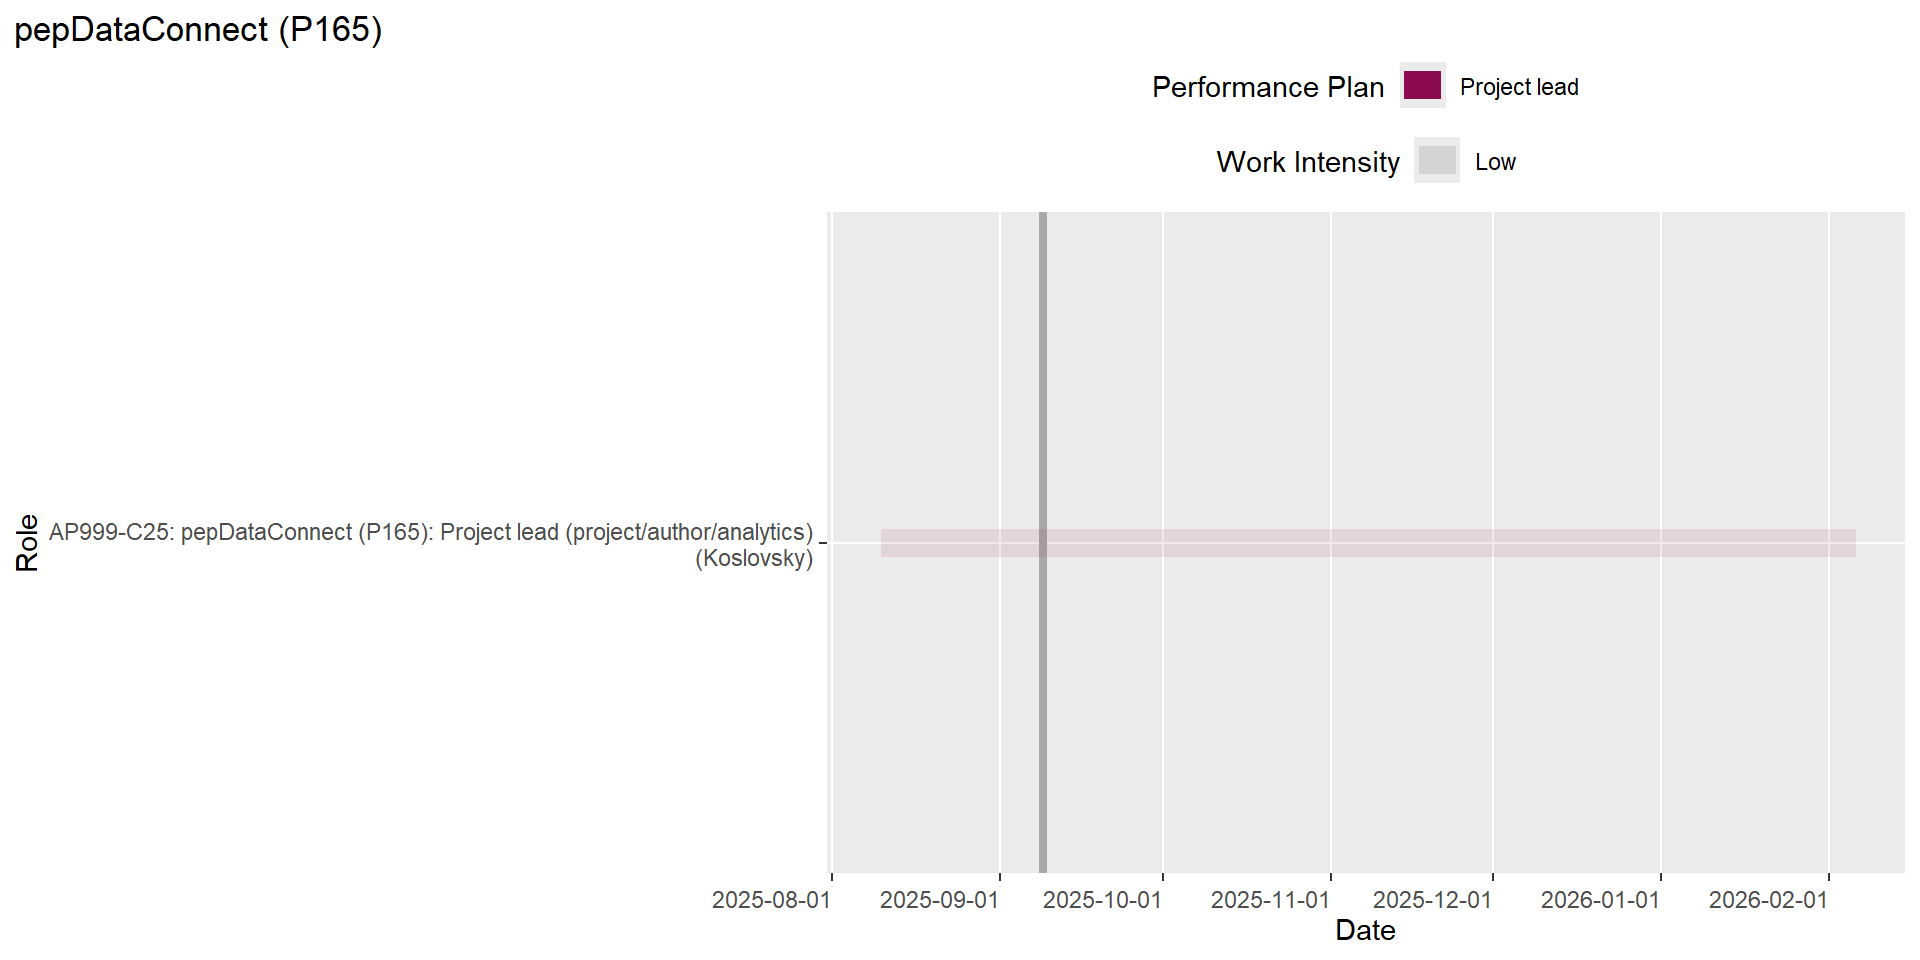 pepDataConnect (P165)
Performance Plan
Project lead
Work Intensity
Low
Role
AP999-C25: pepDataConnect (P165): Project lead (project/author/analytics)
(Koslovsky)
2025-08-01
2025-09-01
2025-10-01
2025-11-01
2025-12-01
2026-01-01
2026-02-01
Date